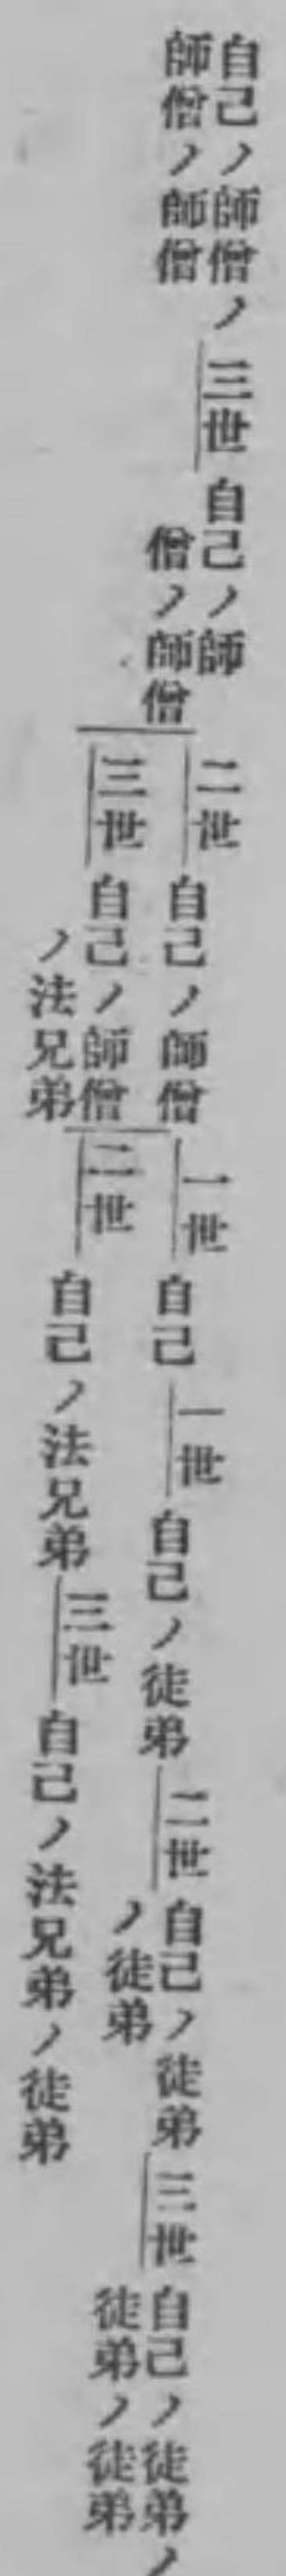 自己ノ師僧ノ
師僧ノ師僧
三世
自己ノ師
僧ノ師僧
二世
自己ノ師僧
一世
自己
一世
自己ノ徒弟
二世
自己ノ徒弟
ノ徒弟
三世
自己ノ徒弟ノ
徒弟ノ徒弟
三世
自己ノ師僧
ノ法兄弟
二世
自己ノ法兄弟
三世
自己ノ法兄弟ノ徒弟